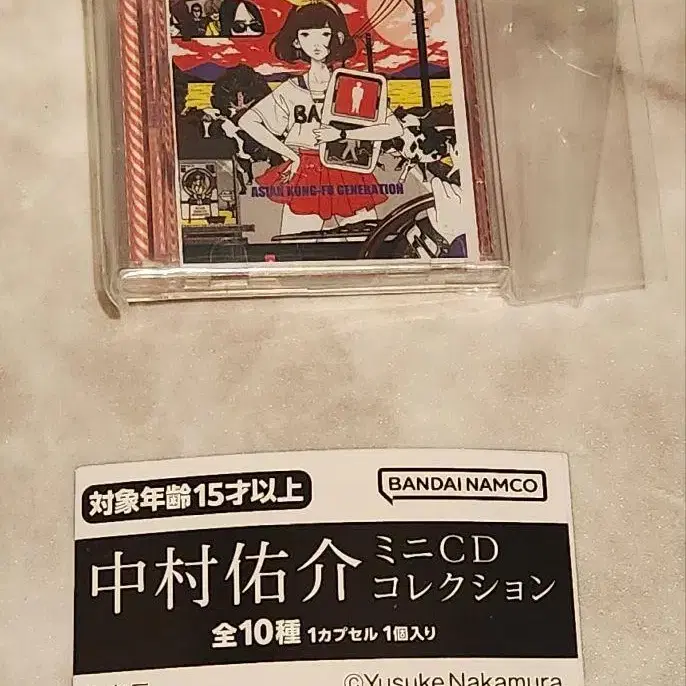 BA
ASIAN KUNG-FU GENERATION
対象年齢15才以上
BANDAI NAMCO
中村佑介 ミニCD
コレクション
全10種 1カプセル 1個入り
©Yusuke Nakamura